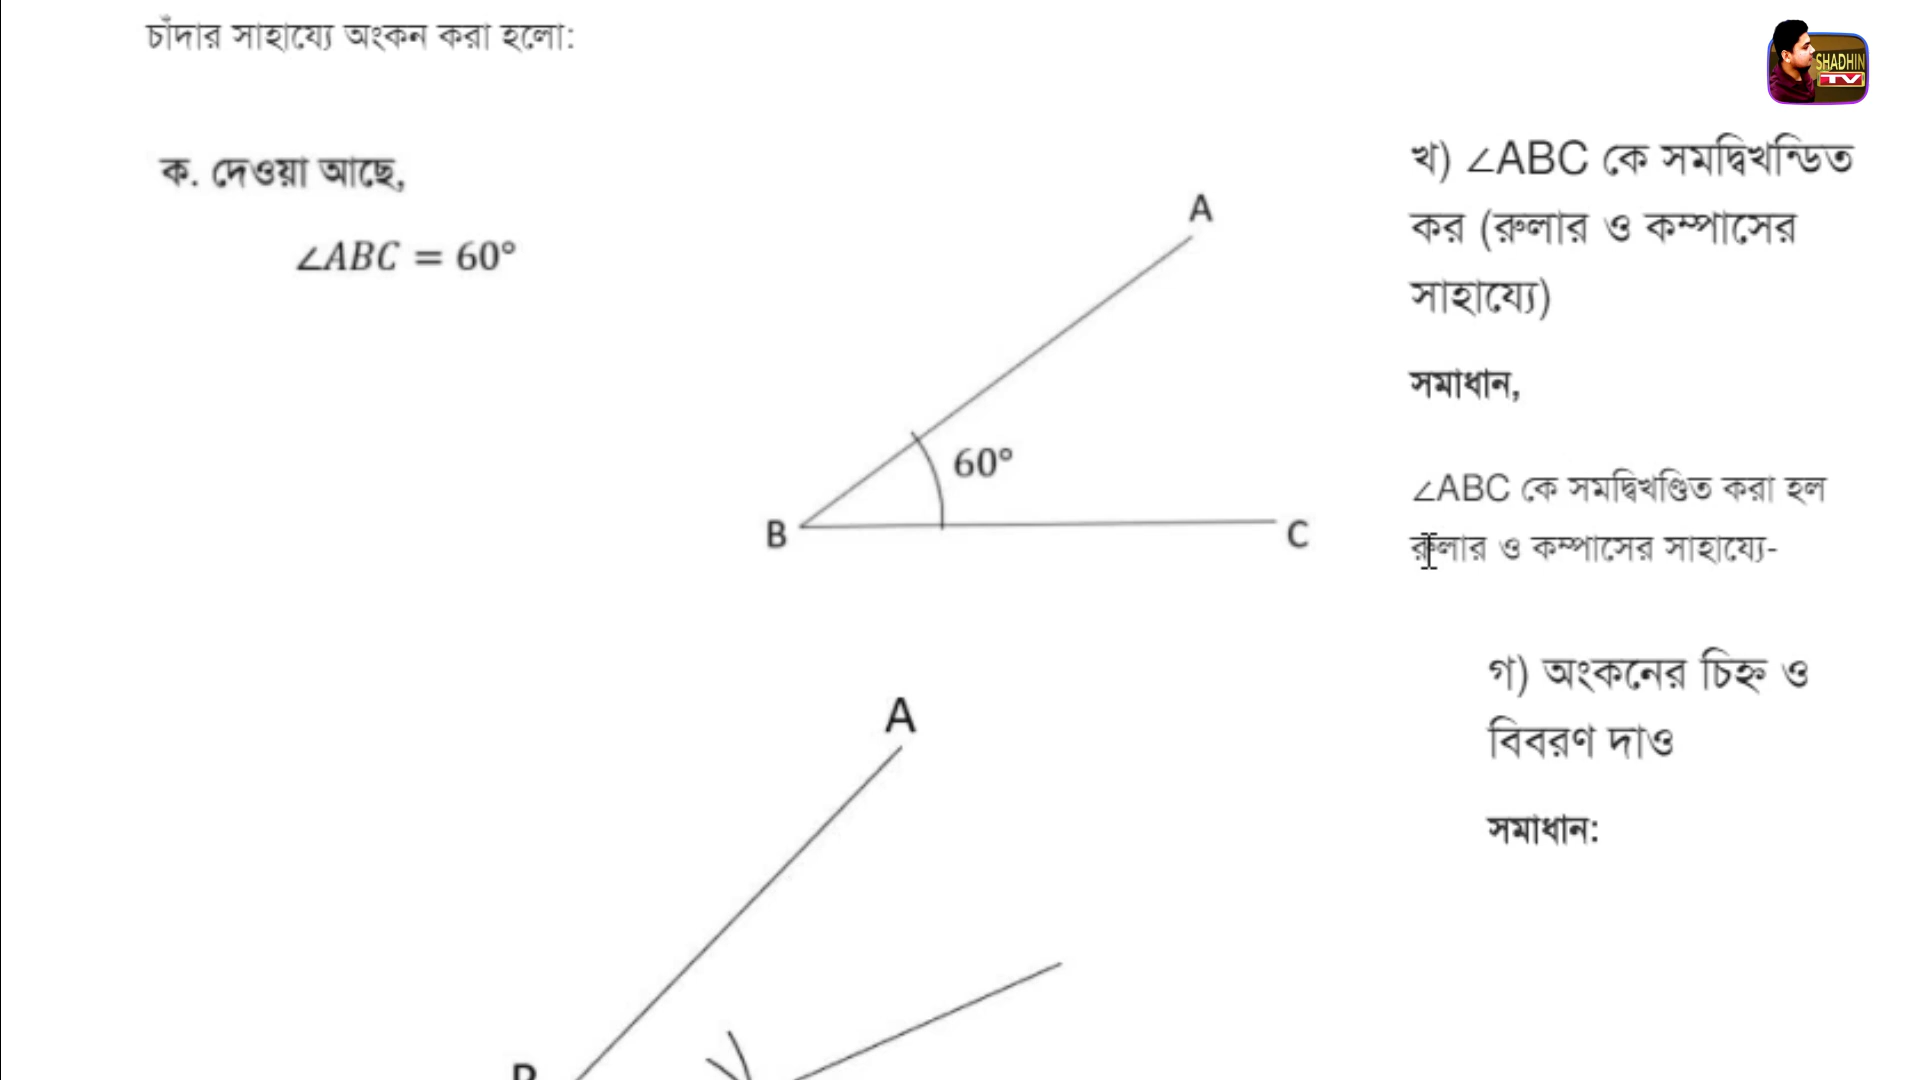 চাঁদার সাহায্যে অংকন করা হলো:
SHADHIN
TV
ক. দেওয়া আছে,
∠ABC = 60°
A
60°
B
C
খ) ∠ABC কে সমদ্বিখন্ডিত
কর (রুলার ও কম্পাসের
সাহায্যে)
সমাধান,
∠ABC কে সমদ্বিখণ্ডিত করা হল
রুলার ও কম্পাসের সাহায্যে-
গ) অংকনের চিহ্ন ও
বিবরণ দাও
সমাধান:
A